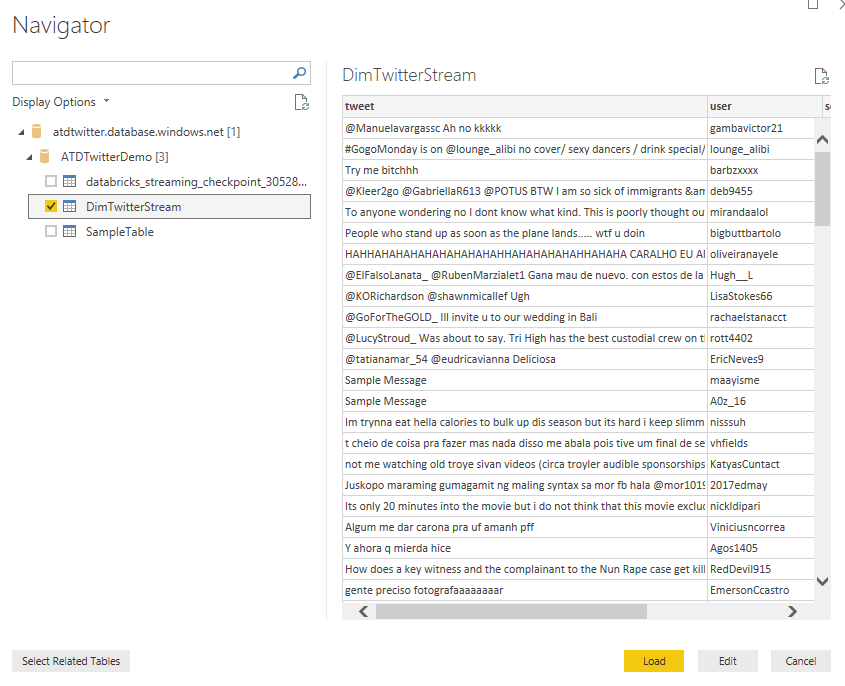 Navigator
Display Options
atdtwitter.database.windows.net [1]
ATDTwitterDemo [3]
databricks_streaming_checkpoint_30528...
DimTwitterStream
SampleTable
DimTwitterStream
tweet user
@Manuelavargassc Ah no kkkkk gambavictor21
#GogoMonday is on @lounge_alibi no cover/ sexy dancers / drink special/ lounge_alibi
Try me bitchhh barbzxxxx
@Kleer2go @GabriellaR613 @POTUS BTW I am so sick of immigrants &am deb9455
To anyone wondering no I dont know what kind. This is poorly thought ou mirandaalol
People who stand up as soon as the plane lands..... wtf u doin bigbuttbartolo
HAHHAHAHAHAHAHAHAHAHHAHAHAHAHAHHAHAHA CARALHO EU AI oliveiranayele
@ElFalsoLanata_ @RubenMarzialet1 Gana mau de nuevo. con estos de la Hugh__L
@KORichardson @shawnmicallef Ugh LisaStokes66
@GoForTheGOLD_ Ill invite u to our wedding in Bali rachaelstanacct
@LucyStroud_ Was about to say. Tri High has the best custodial crew on th rott4402
@tatianamar_54 @eudricavianna Deliciosa EricNeves9
Sample Message maayisme
Sample Message A0z_16
Im trynna eat hella calories to bulk up dis season but its hard i keep slimm nisssuh
t cheio de coisa pra fazer mas nada disso me abala pois tive um final de se vhfields
not me watching old troye sivan videos (circa troyler audible sponsorships KatyasCuntact
Juskopo maraming gumagamit ng maling syntax sa mor fb hala @mor1019 2017edmay
Its only 20 minutes into the movie but i do not think that this movie exclud nickldipari
Algum me dar carona pra uf amanh pff Viniciusncorrea
Y ahora q mierda hice Agos1405
How does a key witness and the complainant to the Nun Rape case get kill RedDevil915
gente preciso fotografaaaaaaaar EmersonCcastro
Select Related Tables Load Edit Cancel